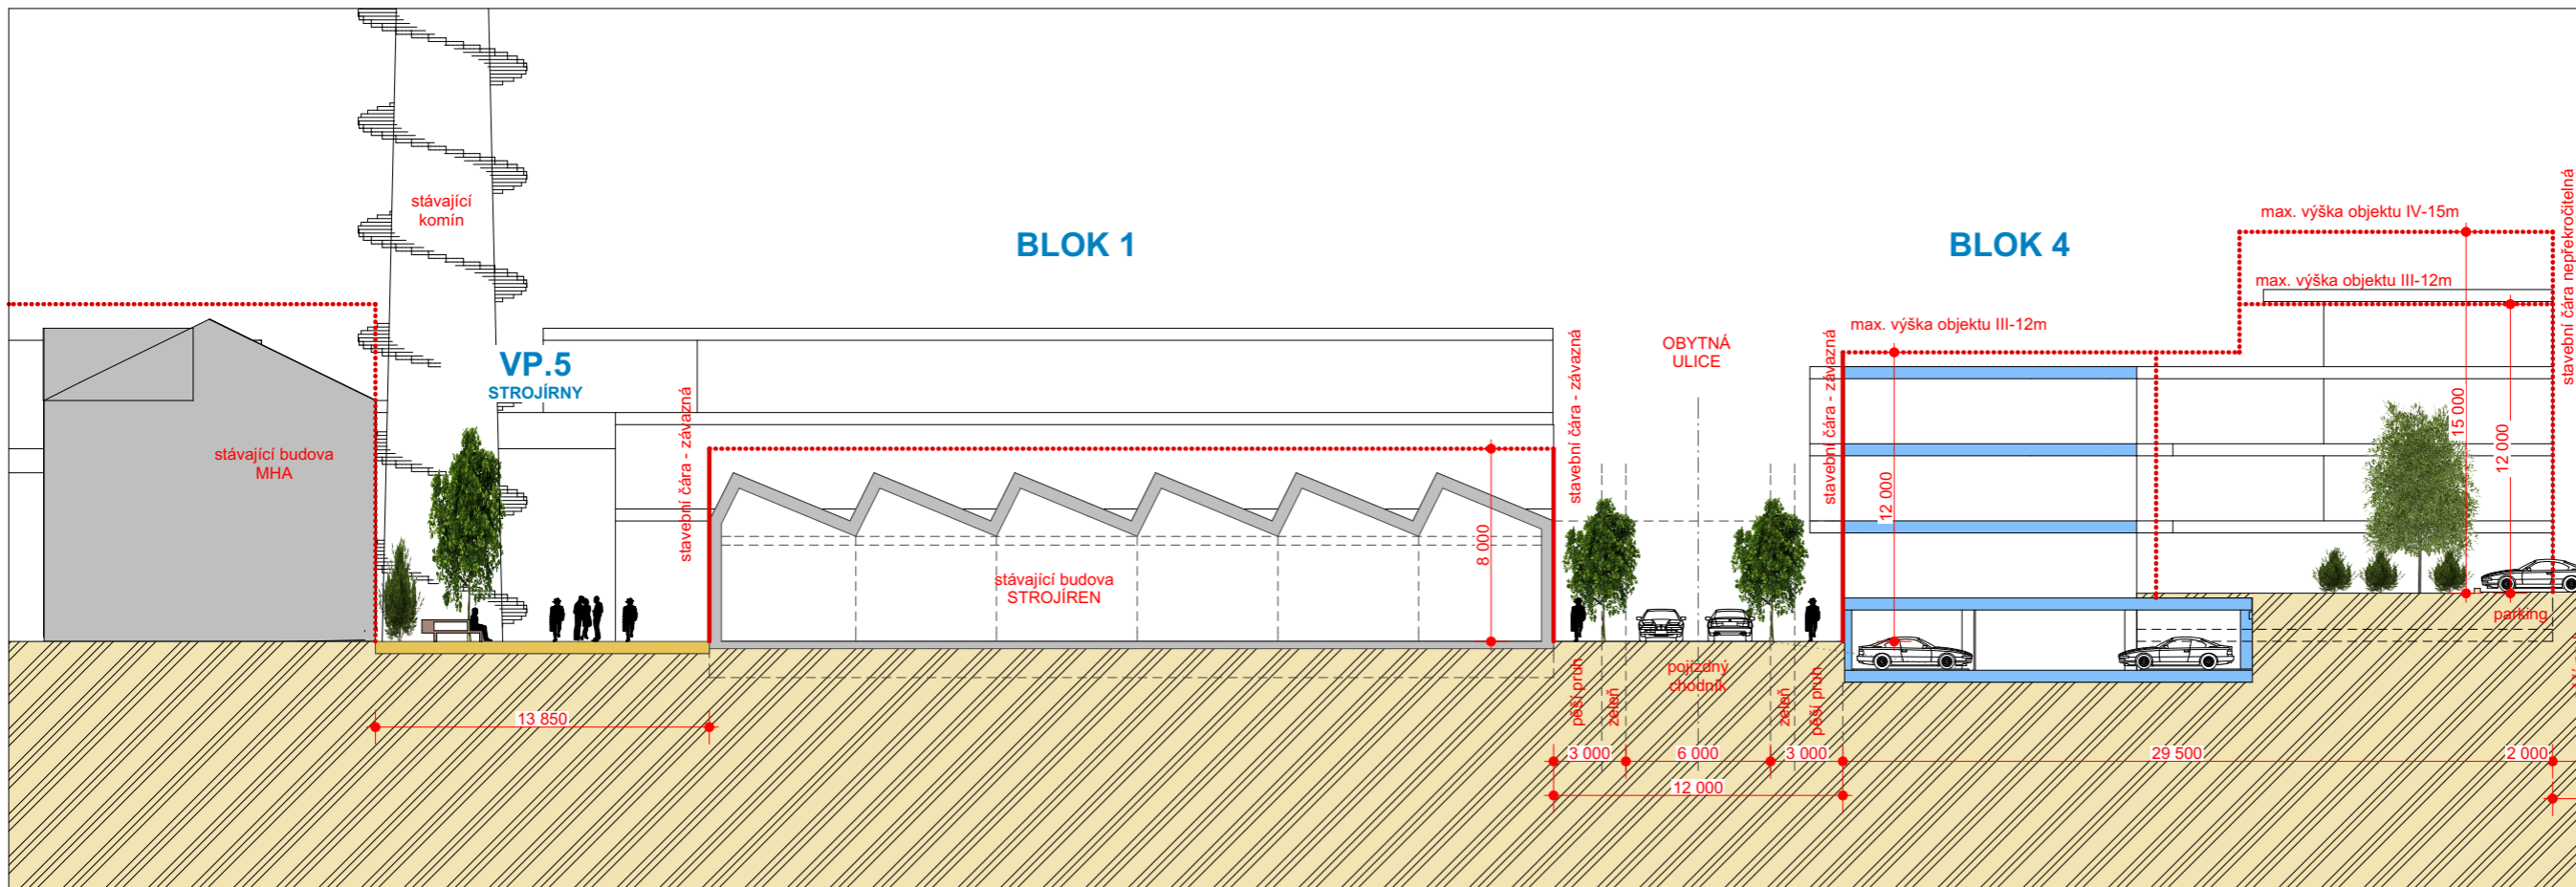 stávající
komín
BLOK 1
BLOK 4
max. výška objektu IV-15m
max. výška objektu III-12m
max. výška objektu III-12m
stavební čára nepřekročitelná
OBYTNÁ
ULICE
VP.5
STROJÍRNY
stávající budova
MHA
stavební čára - závazná
stavební čára - závazná
stavební čára - závazná
stávající budova
STROJÍREN
8 000
12 000
15 000
12 000
parking
pěší pruh
zeleň
pojízdný
chodník
zeleň
pěší pruh
13 850
3 000
6 000
3 000
29 500
2 000
12 000